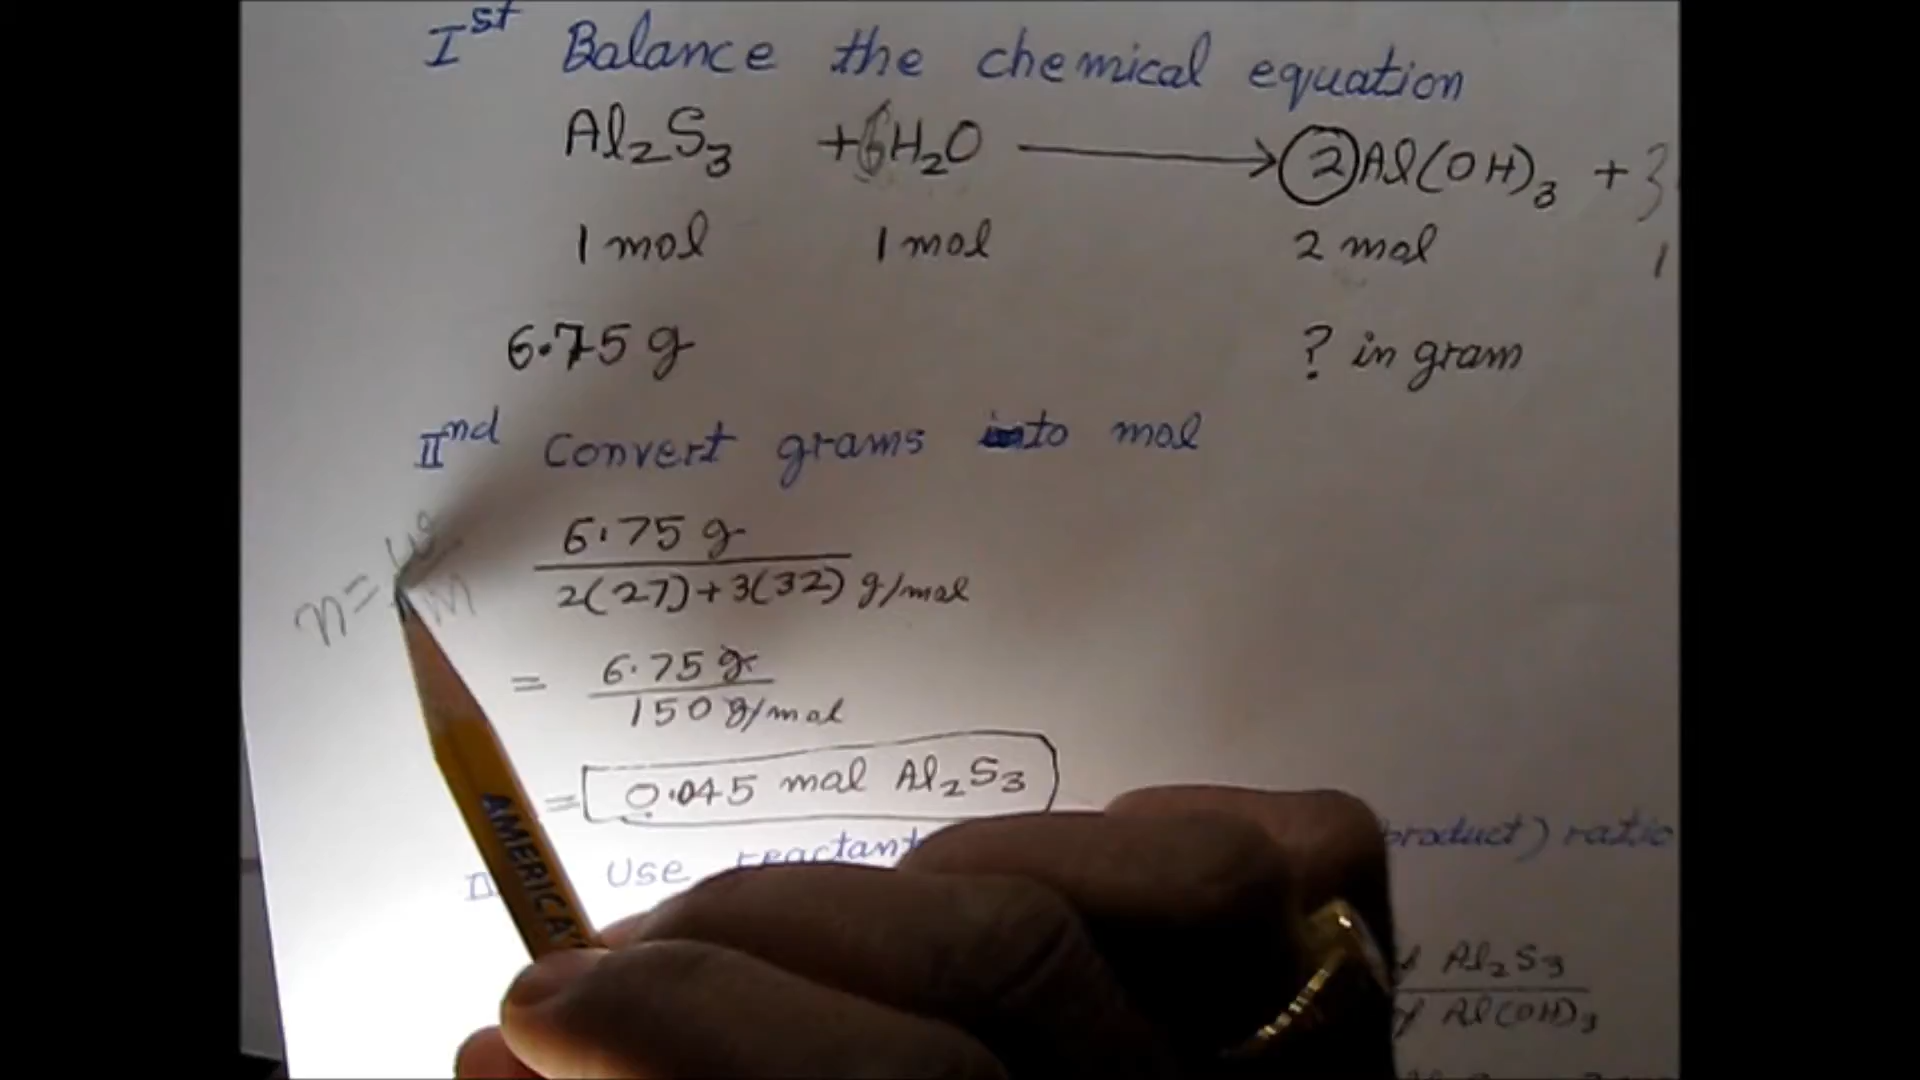 Ist Balance the chemical equation
Al2S3 + 6H2O ⟶ 2Al(OH)3 + 3
1 mol 1 mol 2 mol 1
6.75 g ? in gram
IInd Convert grams into mol
n = w/m
6.75 g
2(27)+3(32) g/mol
= 6.75 g
150 g/mol
= 0.045 mol Al2S3
Use reactant product) ratio
Al2S3
Al(OH)3
AMERICA